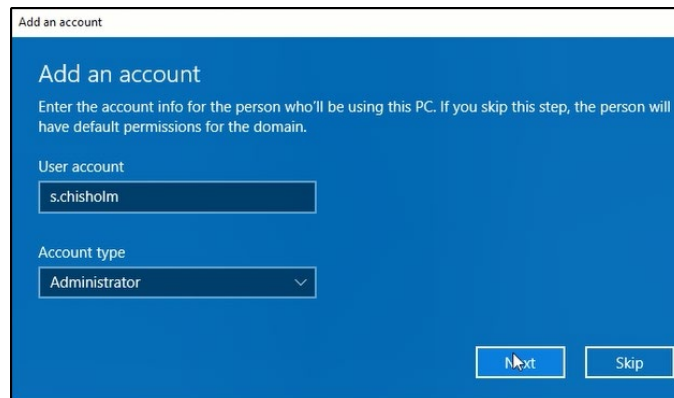 Add an account
Add an account
Enter the account info for the person who'll be using this PC. If you skip this step, the person will
have default permissions for the domain.
User account
s.chisholm
Account type
Administrator
Next Skip